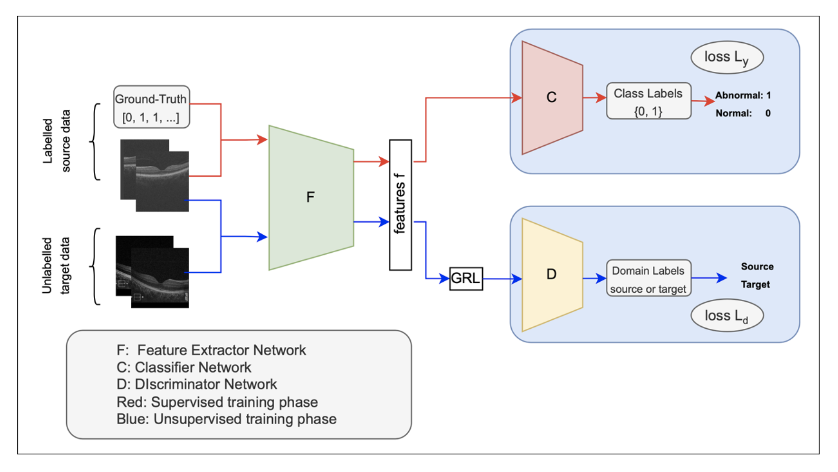 Labelled
source data
Ground-Truth
[0, 1, 1, ...]
Unlabelled
target data
F
features f
GRL
C
Class Labels
{0, 1}
loss Ly
Abnormal: 1
Normal: 0
D
Domain Labels
source or target
Source
Target
loss Ld
F: Feature Extractor Network
C: Classifier Network
D: DIscriminator Network
Red: Supervised training phase
Blue: Unsupervised training phase